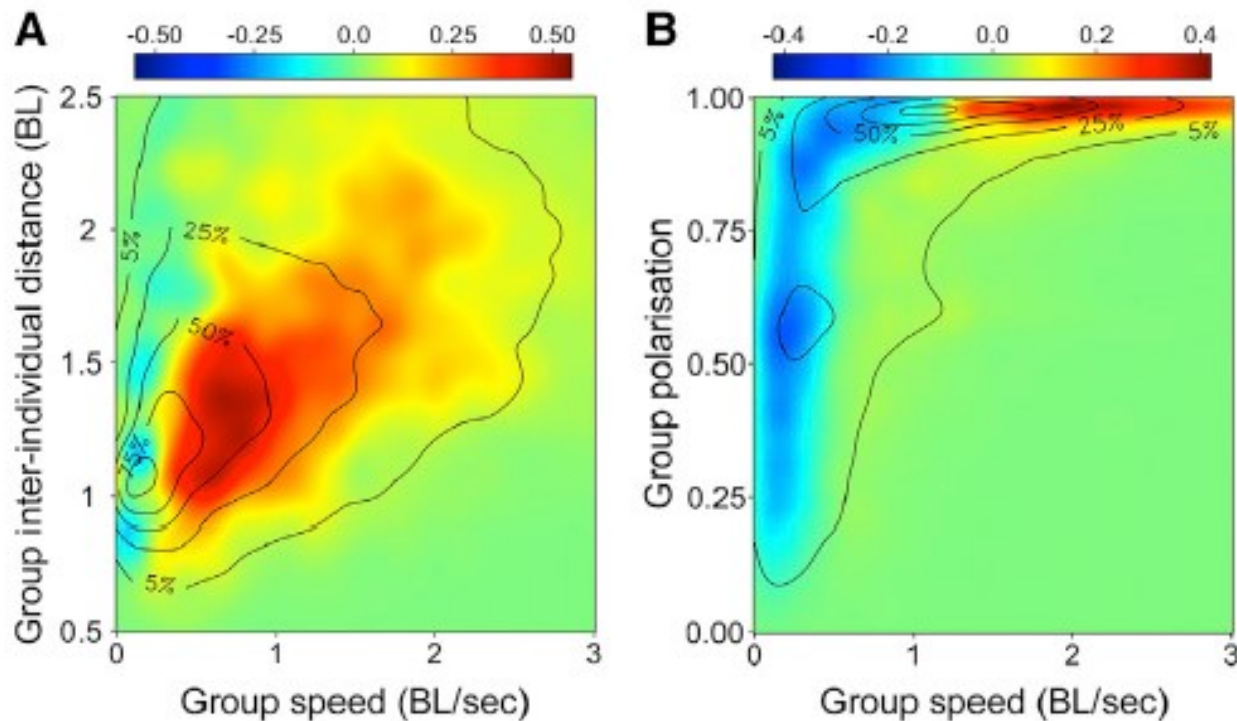 A
-0.50 -0.25 0.0 0.25 0.50
Group inter-individual distance (BL)
2.5
2
1.5
1
0.5
5%
25%
50%
5%
0 1 2 3
Group speed (BL/sec)
B
-0.4 -0.2 0.0 0.2 0.4
Group polarisation
1.00
0.75
0.50
0.25
0.00
5%
50%
25%
5%
0 1 2 3
Group speed (BL/sec)